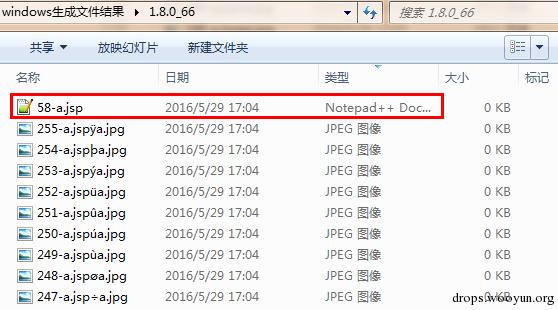 windows生成文件结果 1.8.0_66 搜索 1.8.0_66
共享 放映幻灯片 新建文件夹
名称 日期 类型 大小 标记
58-a.jsp 2016/5/29 17:04 Notepad++ Doc... 0 KB
255-a.jspÿa.jpg 2016/5/29 17:04 JPEG 图像 0 KB
254-a.jspþa.jpg 2016/5/29 17:04 JPEG 图像 0 KB
253-a.jspýa.jpg 2016/5/29 17:04 JPEG 图像 0 KB
252-a.jspüa.jpg 2016/5/29 17:04 JPEG 图像 0 KB
251-a.jspûa.jpg 2016/5/29 17:04 JPEG 图像 0 KB
250-a.jspúa.jpg 2016/5/29 17:04 JPEG 图像 0 KB
249-a.jspùa.jpg 2016/5/29 17:04 JPEG 图像 0 KB
248-a.jspøa.jpg 2016/5/29 17:04 JPEG 图像 0 KB
247-a.jsp÷a.jpg 2016/5/29 17:04 JPEG 图像 0 KB
drops.wooyun.org